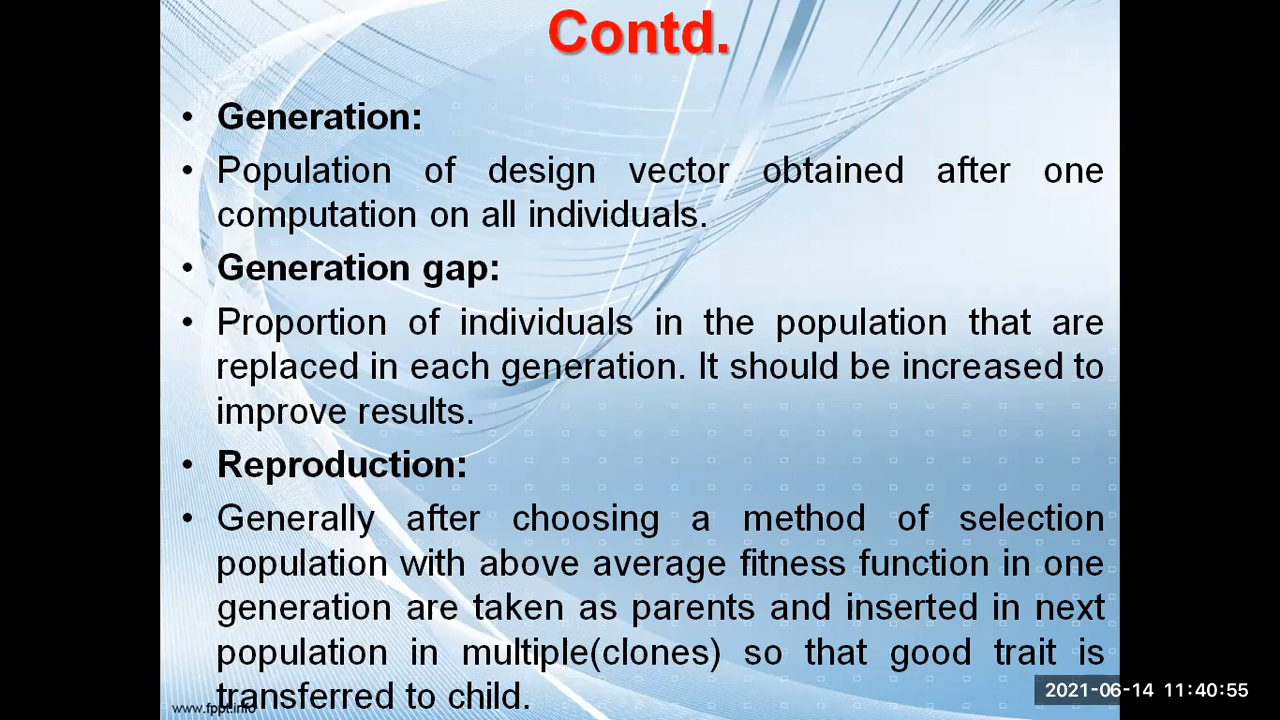 Contd.
• Generation:
• Population of design vector obtained after one
computation on all individuals.
• Generation gap:
• Proportion of individuals in the population that are
replaced in each generation. It should be increased to
improve results.
• Reproduction:
• Generally after choosing a method of selection
population with above average fitness function in one
generation are taken as parents and inserted in next
population in multiple(clones) so that good trait is
transferred to child.
www.fppt.info
2021-06-14 11:40:55